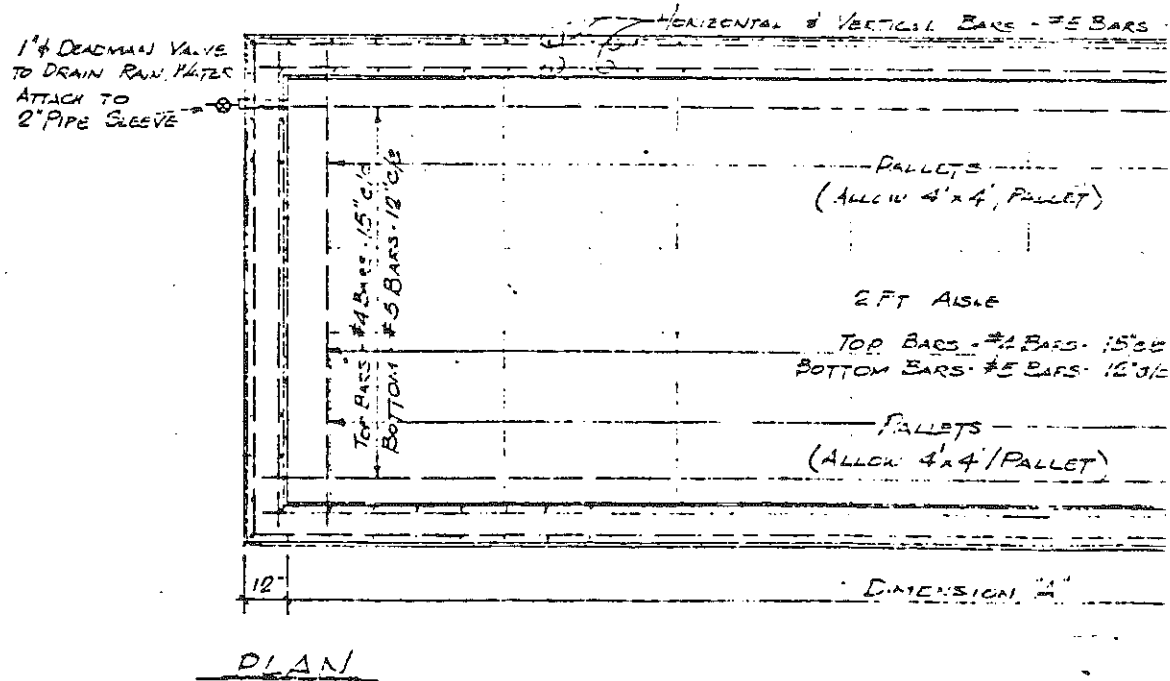 HORIZENTAL & VERTICAL BARS - #5 BARS
1"ϕ DEADMAN VALVE
TO DRAIN RAIN WATER
ATTACH TO
2" PIPE SLEEVE
PALLETS
(ALLOW 4'x4', PALLET)
TOP BARS - #4 BARS - 15" c/c
BOTTOM #5 BARS - 12" c/c
2 FT AISLE
TOP BARS - #4 BARS - 15" c/c
BOTTOM BARS - #5 BARS - 12" c/c
PALLETS
(ALLOW 4'x4'/PALLET)
12"
DIMENSION "A"
PLAN